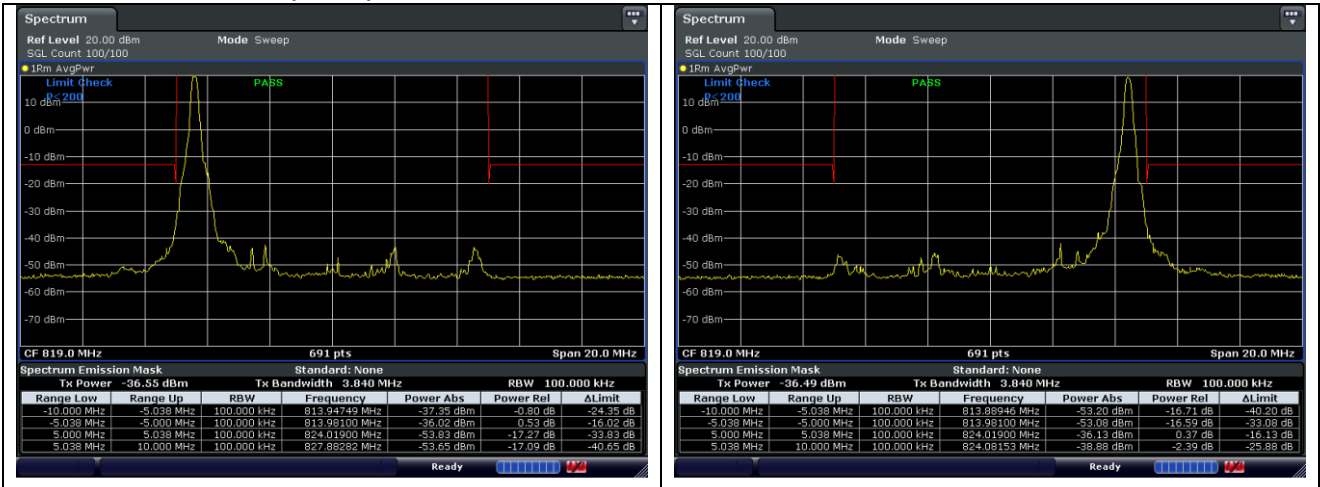 Spectrum
Ref Level 20.00 dBm Mode Sweep
SGL Count 100/100
1Rm AvgPwr
Limit Check PASS
P<200
10 dBm
0 dBm
-10 dBm
-20 dBm
-30 dBm
-40 dBm
-50 dBm
-60 dBm
-70 dBm
CF 819.0 MHz 691 pts Span 20.0 MHz
Spectrum Emission Mask Standard: None
Tx Power -36.55 dBm Tx Bandwidth 3.840 MHz RBW 100.000 kHz
Range Low Range Up RBW Frequency Power Abs Power Rel ΔLimit
-10.000 MHz -5.038 MHz 100.000 kHz 813.94749 MHz -37.35 dBm -0.80 dB -24.35 dB
-5.038 MHz -5.000 MHz 100.000 kHz 813.98100 MHz -36.02 dBm 0.53 dB -16.02 dB
5.000 MHz 5.038 MHz 100.000 kHz 824.01900 MHz -53.83 dBm -17.27 dB -33.83 dB
5.038 MHz 10.000 MHz 100.000 kHz 827.88282 MHz -53.65 dBm -17.09 dB -40.65 dB
Ready
Spectrum
Ref Level 20.00 dBm Mode Sweep
SGL Count 100/100
1Rm AvgPwr
Limit Check PASS
P<200
10 dBm
0 dBm
-10 dBm
-20 dBm
-30 dBm
-40 dBm
-50 dBm
-60 dBm
-70 dBm
CF 819.0 MHz 691 pts Span 20.0 MHz
Spectrum Emission Mask Standard: None
Tx Power -36.49 dBm Tx Bandwidth 3.840 MHz RBW 100.000 kHz
Range Low Range Up RBW Frequency Power Abs Power Rel ΔLimit
-10.000 MHz -5.038 MHz 100.000 kHz 813.88946 MHz -53.20 dBm -16.71 dB -40.20 dB
-5.038 MHz -5.000 MHz 100.000 kHz 813.98100 MHz -53.08 dBm -16.59 dB -33.08 dB
5.000 MHz 5.038 MHz 100.000 kHz 824.01900 MHz -36.13 dBm 0.37 dB -16.13 dB
5.038 MHz 10.000 MHz 100.000 kHz 824.08153 MHz -38.88 dBm -2.39 dB -25.88 dB
Ready